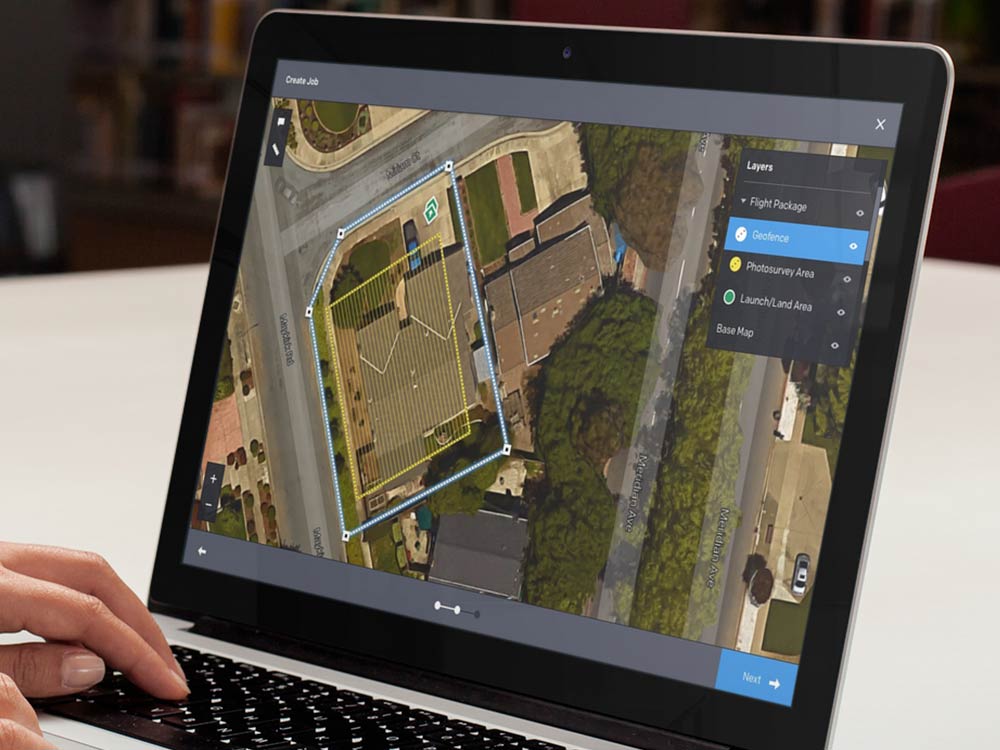 Create Job
Layers
Flight Package
Geofence
Photosurvey Area
Launch/Land Area
Base Map
Meridian Ave
Meridian Ave
Next